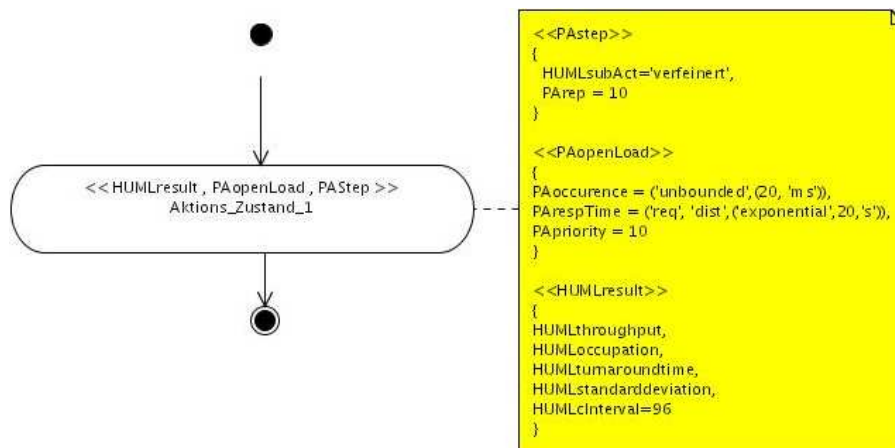 << HUMLresult , PAopenLoad , PAStep >>
Aktions_Zustand_1
<<PAstep>>
{
HUMLsubAct='verfeinert',
PArep = 10
}
<<PAopenLoad>>
{
PAoccurence = ('unbounded',(20, 'ms')),
PArespTime = ('req', 'dist',('exponential',20,'s')),
PApriority = 10
}
<<HUMLresult>>
{
HUMLthroughput,
HUMLoccupation,
HUMLturnaroundtime,
HUMLstandarddeviation,
HUMLcInterval=96
}